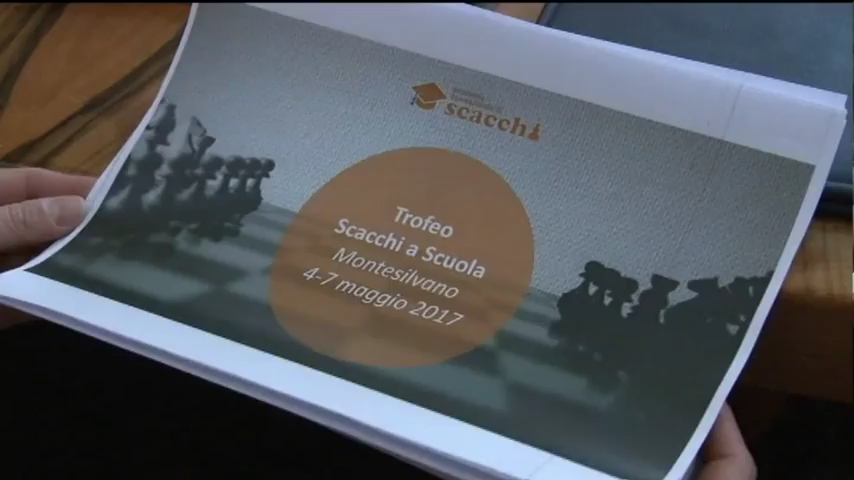 scacchi
Trofeo
Scacchi a Scuola
Montesilvano
4-7 maggio 2017